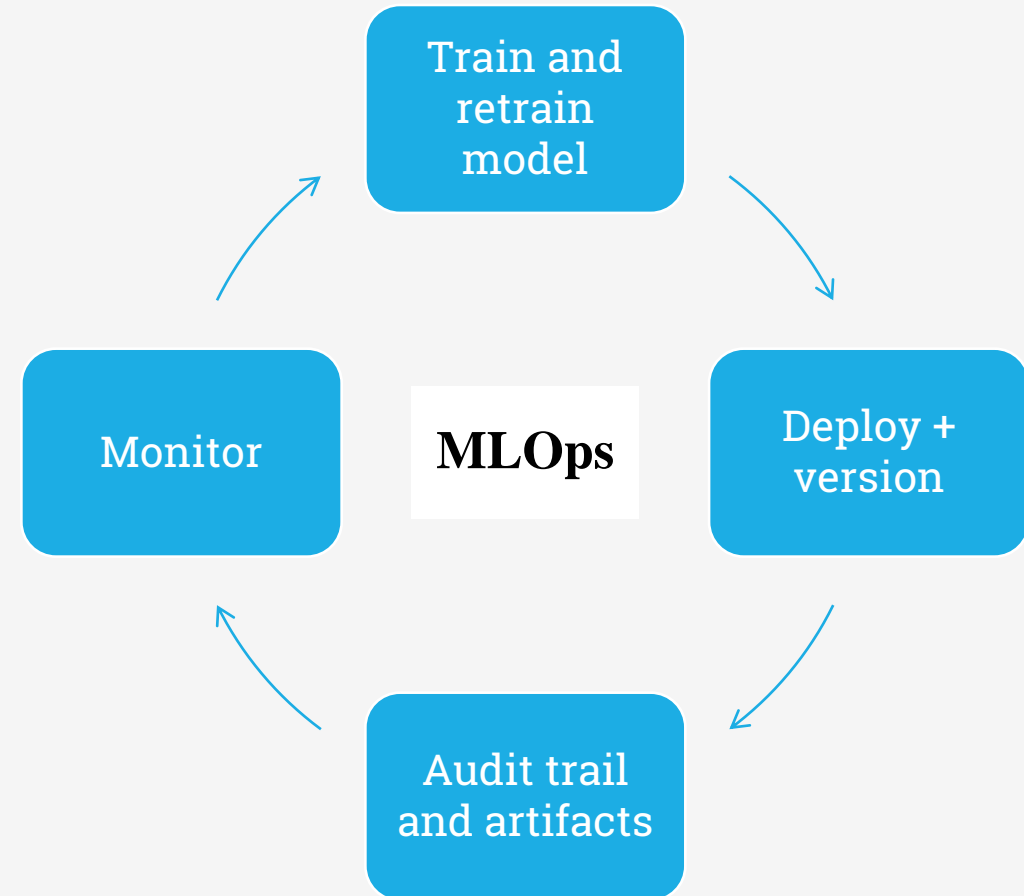 Train and
retrain
model
Monitor
MLOps
Deploy +
version
Audit trail
and artifacts